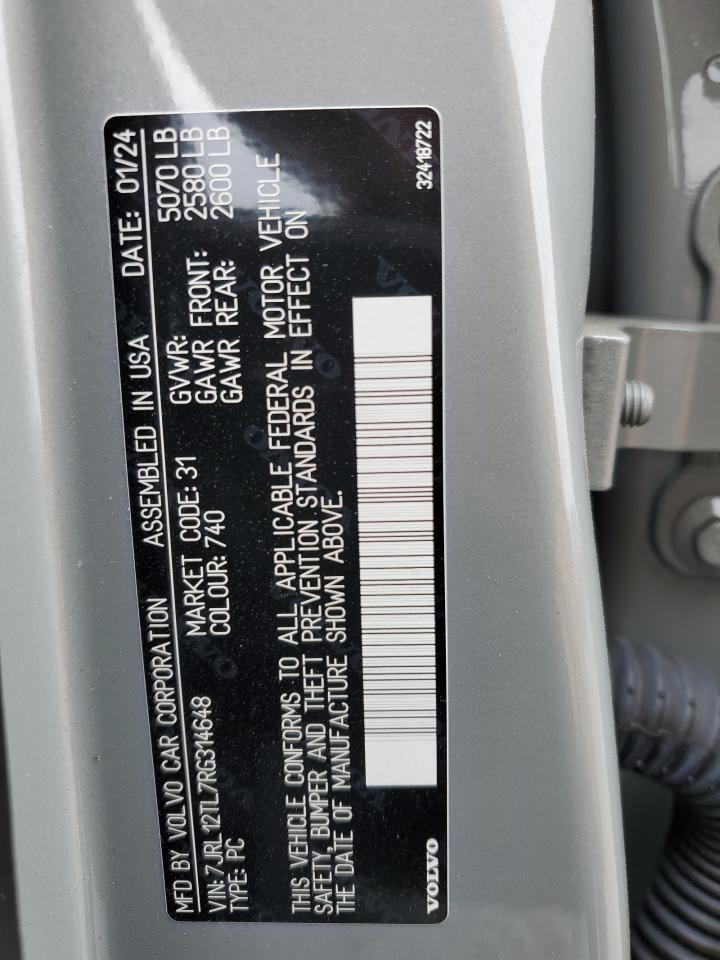 MFD BY VOLVO CAR CORPORATION ASSEMBLED IN USA DATE: 01/24
VIN: 7JRL12TL7RG314648 MARKET CODE: 31 GVWR: 5070 LB
TYPE: PC COLOUR: 740 GAWR FRONT: 2580 LB
GAWR REAR: 2600 LB
THIS VEHICLE CONFORMS TO ALL APPLICABLE FEDERAL MOTOR VEHICLE
SAFETY, BUMPER AND THEFT PREVENTION STANDARDS IN EFFECT ON
THE DATE OF MANUFACTURE SHOWN ABOVE.
VOLVO 32418722